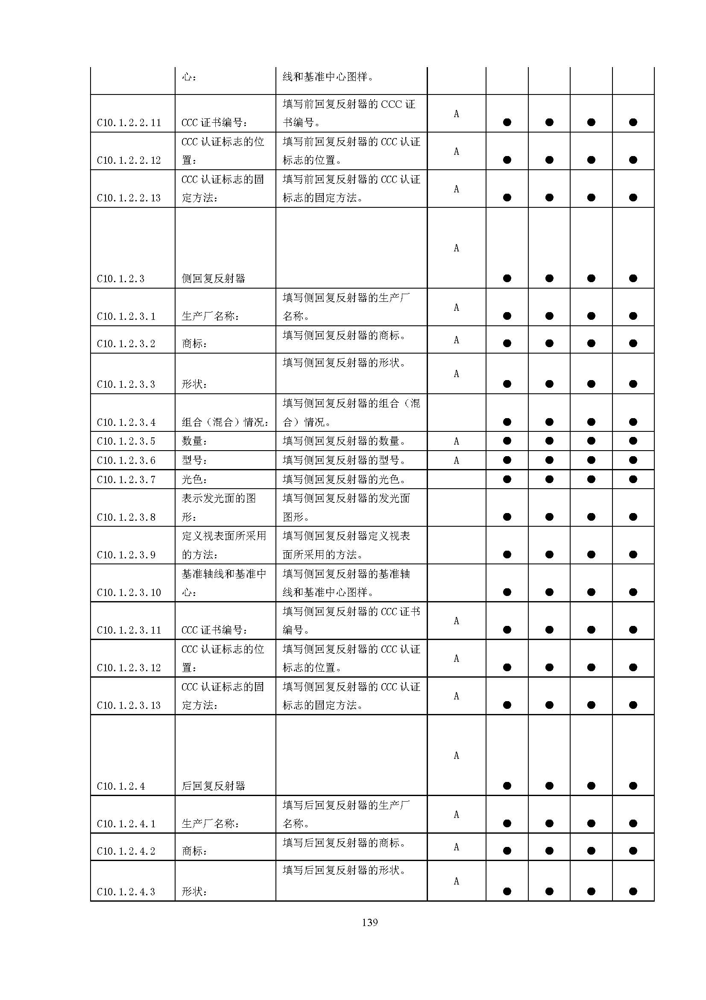 心： 线和基准中心图样。
填写前回复反射器的 CCC 证
A
C10.1.2.2.11 CCC 证书编号： 书编号。 ● ● ● ●
CCC 认证标志的位 填写前回复反射器的 CCC 认证
A
C10.1.2.2.12 置： 标志的位置。 ● ● ● ●
CCC 认证标志的固 填写前回复反射器的 CCC 认证
A
C10.1.2.2.13 定方法： 标志的固定方法。 ● ● ● ●
A
C10.1.2.3 侧回复反射器 ● ● ● ●
填写侧回复反射器的生产厂
A
C10.1.2.3.1 生产厂名称： 名称。 ● ● ● ●
填写侧回复反射器的商标。
A
C10.1.2.3.2 商标： ● ● ● ●
填写侧回复反射器的形状。
A
C10.1.2.3.3 形状： ● ● ● ●
填写侧回复反射器的组合（混
C10.1.2.3.4 组合（混合）情况： 合）情况。 ● ● ● ●
C10.1.2.3.5 数量： 填写侧回复反射器的数量。 A ● ● ● ●
C10.1.2.3.6 型号： 填写侧回复反射器的型号。 A ● ● ● ●
C10.1.2.3.7 光色： 填写侧回复反射器的光色。 ● ● ● ●
表示发光面的图 填写侧回复反射器的发光面
C10.1.2.3.8 形： 图形。 ● ● ● ●
定义视表面所采用 填写侧回复反射器定义视表
C10.1.2.3.9 的方法： 面所采用的方法。 ● ● ● ●
基准轴线和基准中 填写侧回复反射器的基准轴
C10.1.2.3.10 心： 线和基准中心图样。 ● ● ● ●
填写侧回复反射器的 CCC 证书
A
C10.1.2.3.11 CCC 证书编号： 编号。 ● ● ● ●
CCC 认证标志的位 填写侧回复反射器的 CCC 认证
A
C10.1.2.3.12 置： 标志的位置。 ● ● ● ●
CCC 认证标志的固 填写侧回复反射器的 CCC 认证
A
C10.1.2.3.13 定方法： 标志的固定方法。 ● ● ● ●
A
C10.1.2.4 后回复反射器 ● ● ● ●
填写后回复反射器的生产厂
A
C10.1.2.4.1 生产厂名称： 名称。 ● ● ● ●
填写后回复反射器的商标。
A
C10.1.2.4.2 商标： ● ● ● ●
填写后回复反射器的形状。
A
C10.1.2.4.3 形状： ● ● ● ●
139